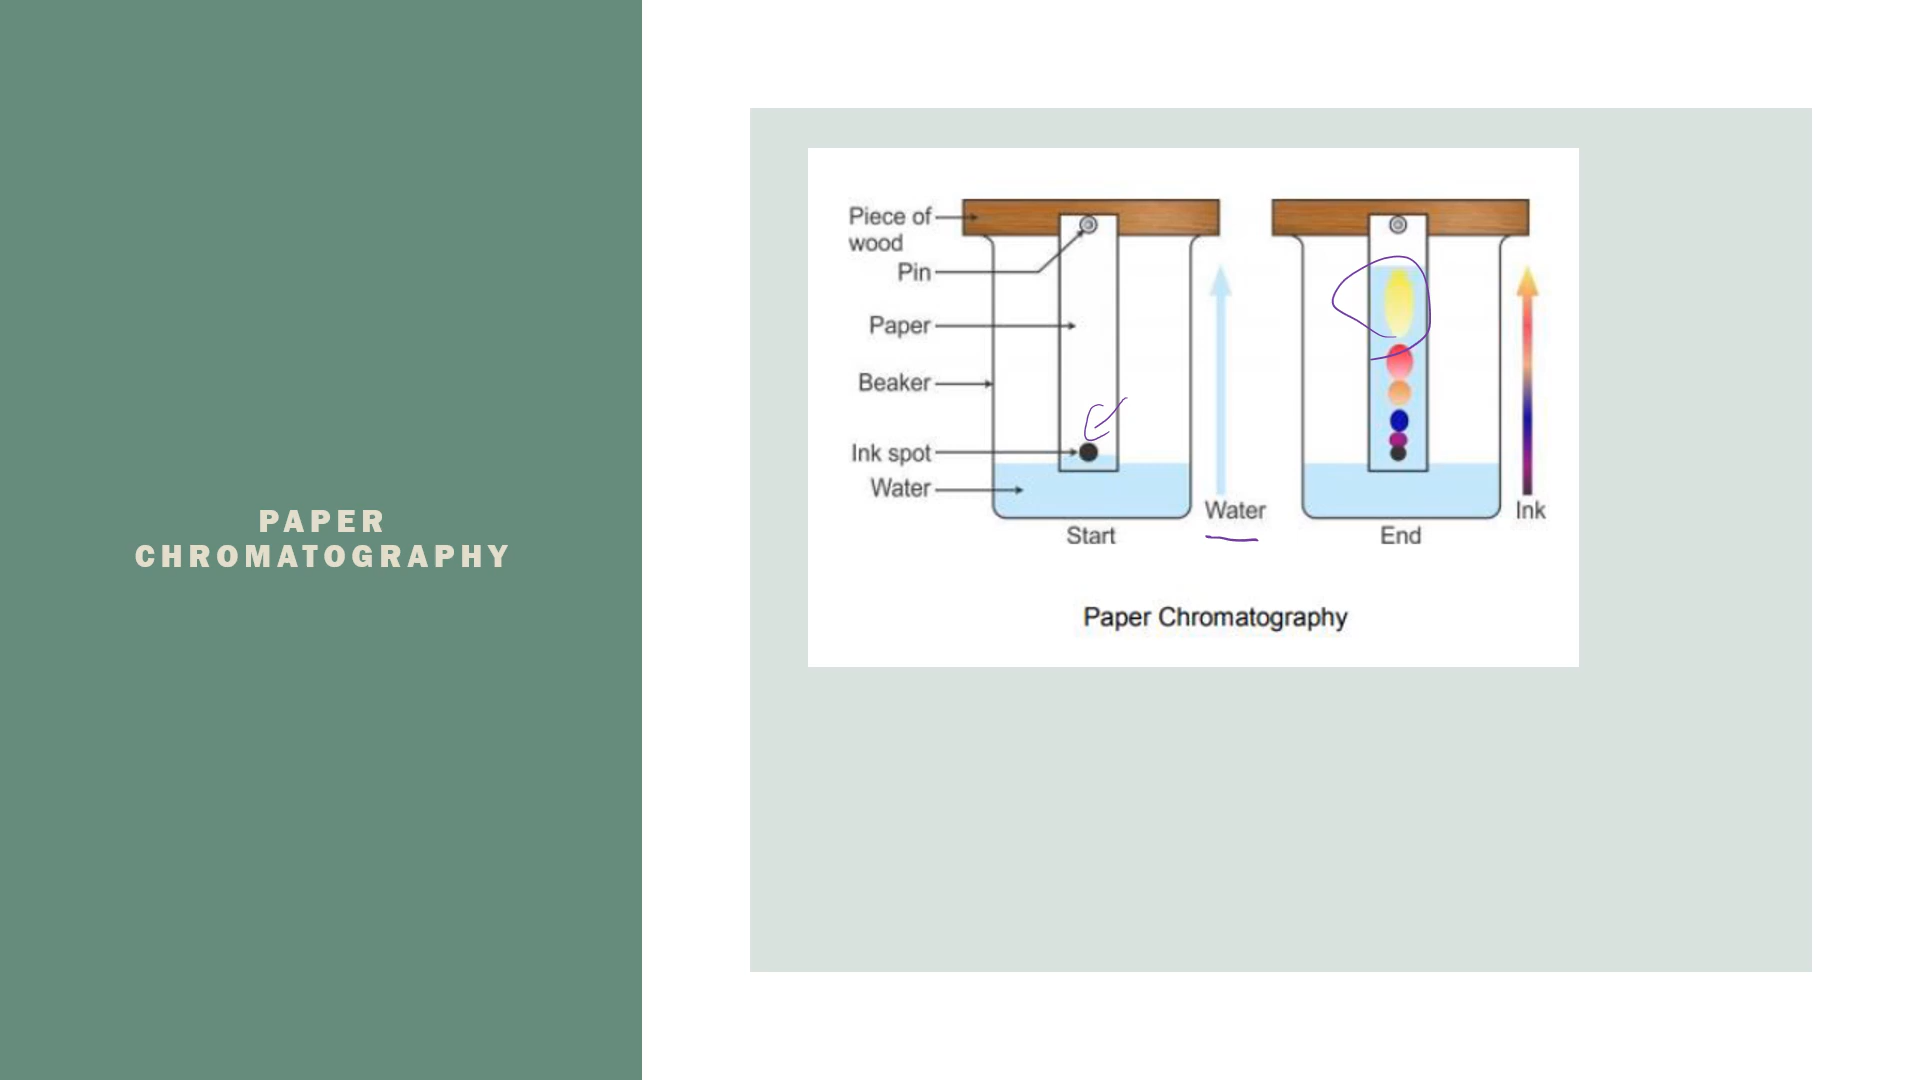 PAPER
CHROMATOGRAPHY
Piece of
wood
Pin
Paper
Beaker
Ink spot
Water
Start
Water
End
Ink
Paper Chromatography